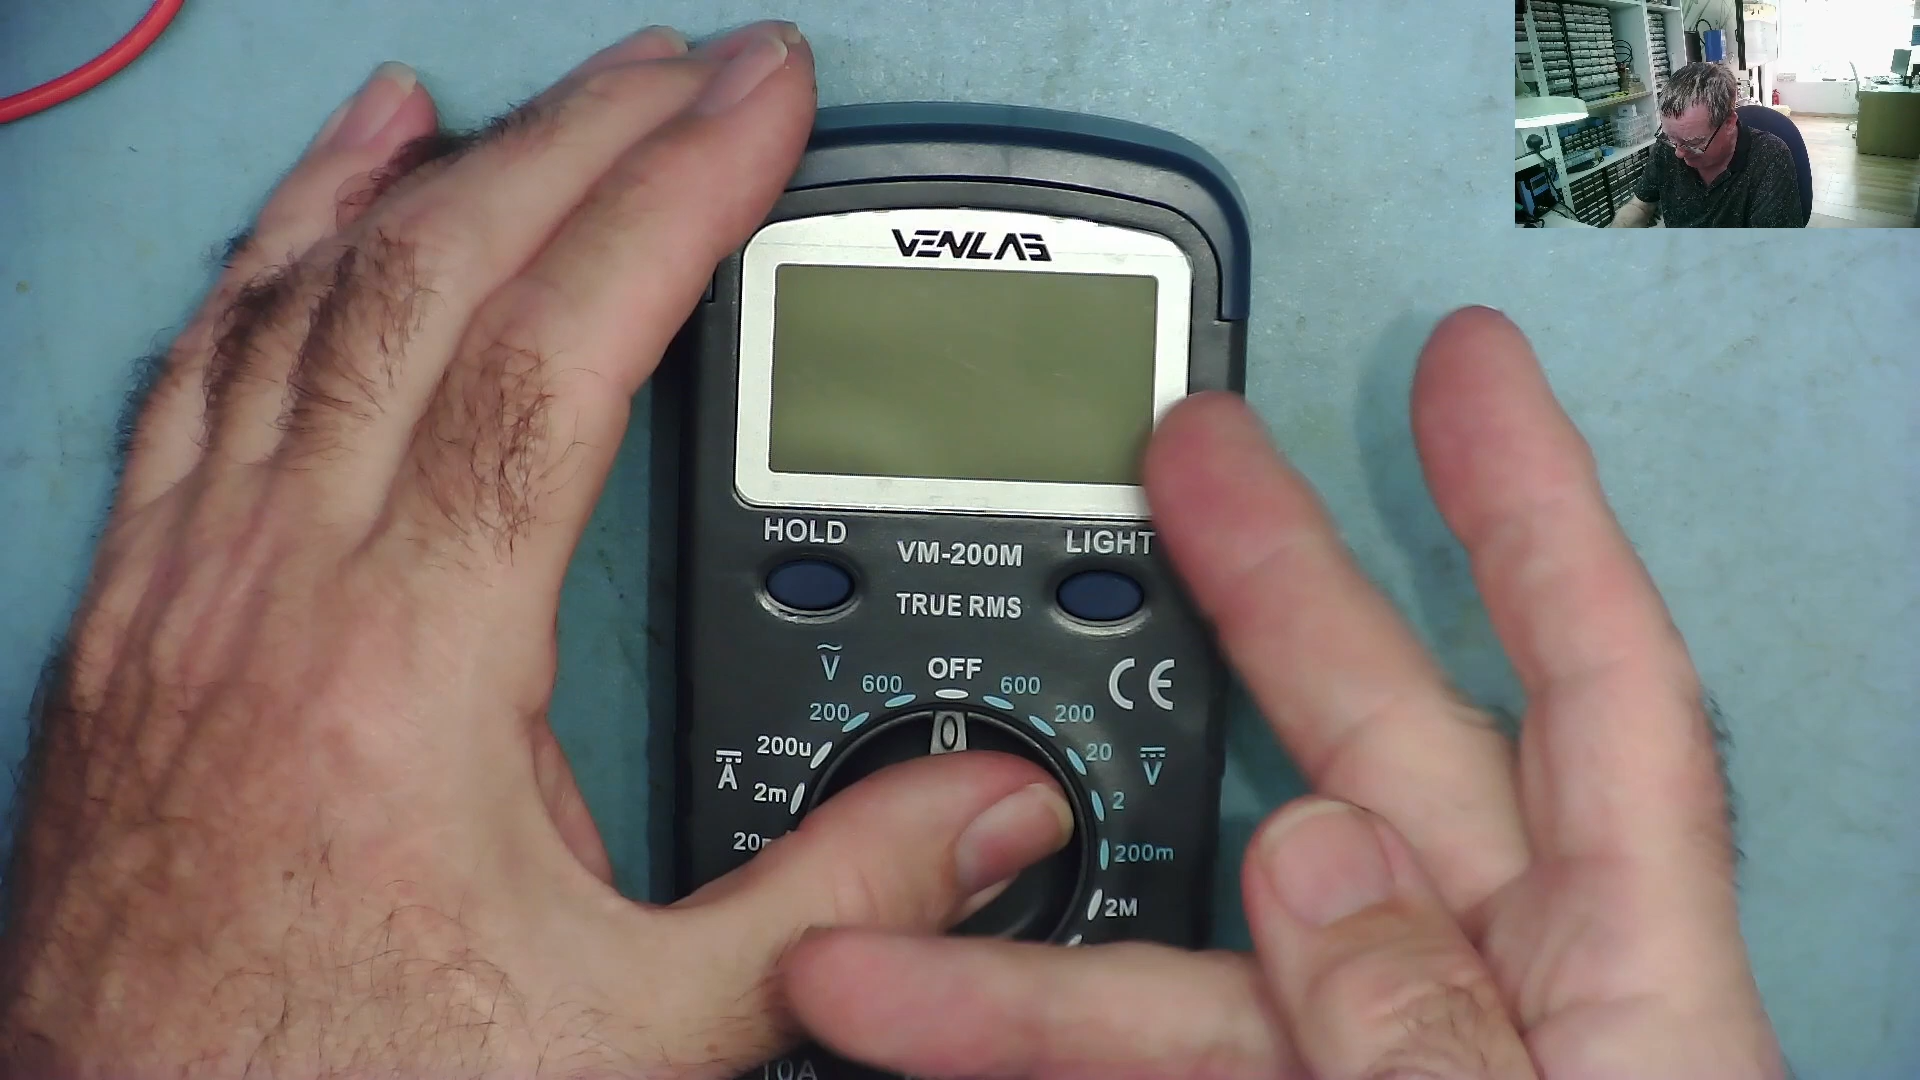 VENLAB
HOLD
VM-200M
LIGHT
TRUE RMS
V
600
OFF
600
CE
200
200
200u
20
A
V
2m
2
20
200m
2M
10A